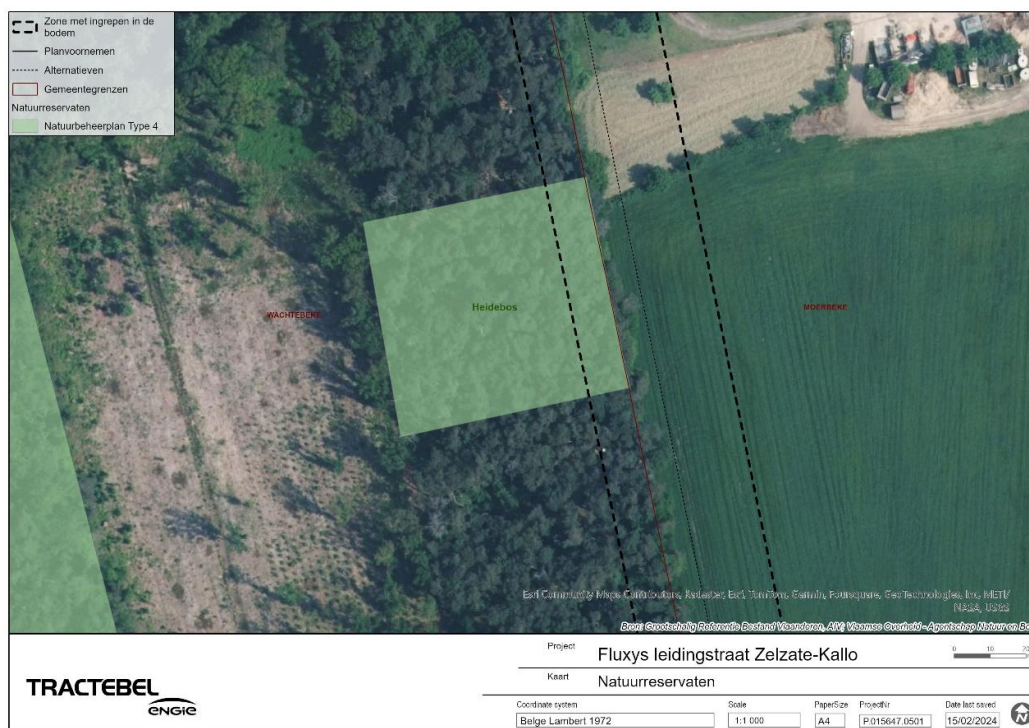 Zone met ingrepen in de
bodem
Planvoornemen
Alternatieven
Gemeentegrenzen
Natuurreservaten
Natuurbeheerplan Type 4
Heidebos
WACHTEBEKE
MOERBEKE
Esri Community Maps Contributors, Kadaster, Esri, TomTom, Garmin, Foursquare, GeoTechnologies, Inc, METI/
NASA, USGS
Bron: Grootschalig Referentie Bestand Vlaanderen, AIV; Vlaamse Overheid - Agentschap Natuur en Bo
TRACTEBEL
ENGIE
Project Fluxys leidingstraat Zelzate-Kallo
0 10 20
Kaart Natuurreservaten
Coordinate system Scale PaperSize ProjectNr Date last saved
Belge Lambert 1972 1:1 000 A4 P.015647.0501 15/02/2024